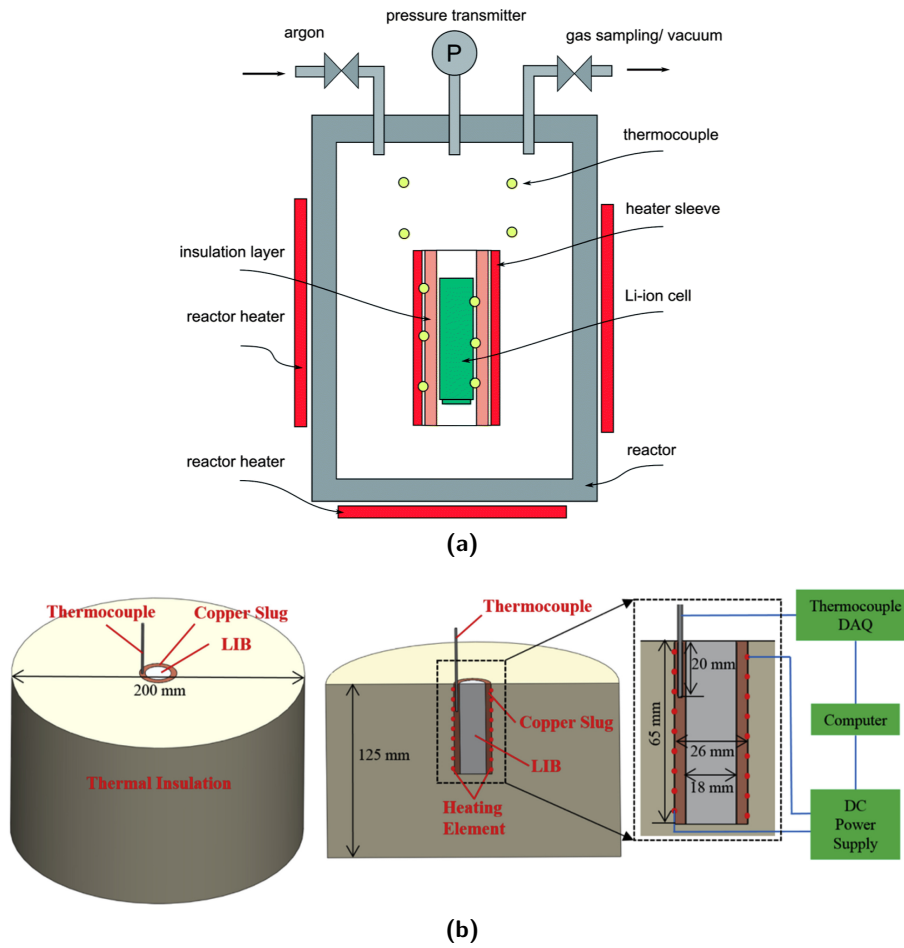 pressure transmitter
argon
gas sampling/ vacuum
P
thermocouple
heater sleeve
insulation layer
Li-ion cell
reactor heater
reactor heater
reactor
(a)
Thermocouple
Copper Slug
LIB
200 mm
Thermal Insulation
Thermocouple
125 mm
Copper Slug
LIB
Heating
Element
20 mm
65 mm
26 mm
18 mm
Thermocouple
DAQ
Computer
DC
Power
Supply
(b)